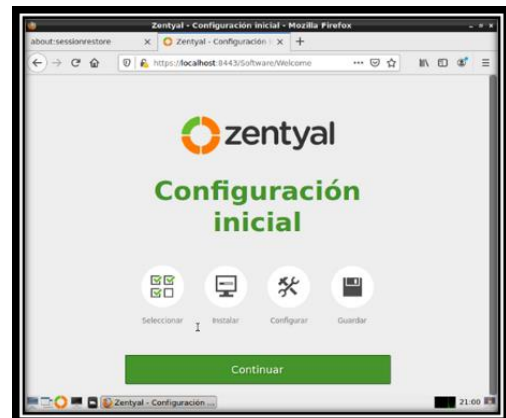 Zentyal - Configuración inicial - Mozilla Firefox
about:sessionrestore
Zentyal - Configuración i
https://localhost:8443/Software/Welcome
zentyal
Configuración
inicial
Seleccionar
Instalar
Configurar
Guardar
Continuar
Zentyal - Configuración ...
21:00